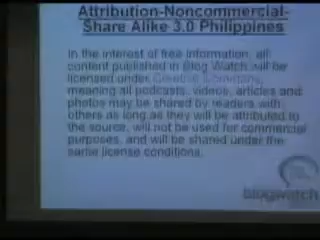 Attribution-Noncommercial-
Share Alike 3.0 Philippines
In the interest of free information, all
content published in Blog Watch will be
licensed under Creative Commons,
meaning all podcasts, videos, articles and
photos may be shared by readers with
others as long as they will be attributed to
the source, will not be used for commercial
purposes, and will be shared under the
same license conditions.
blogwatch